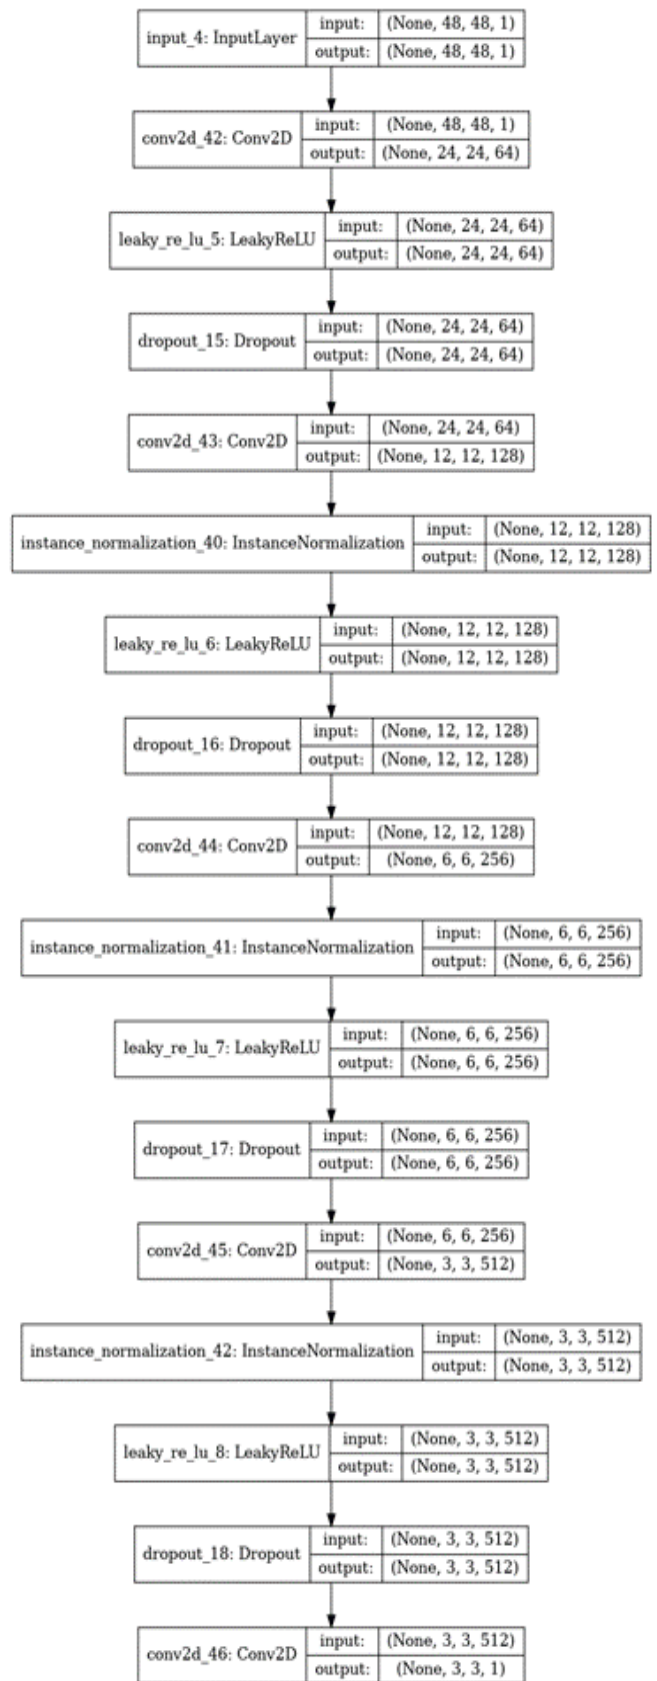 input_4: InputLayer
input: (None, 48, 48, 1)
output: (None, 48, 48, 1)
conv2d_42: Conv2D
input: (None, 48, 48, 1)
output: (None, 24, 24, 64)
leaky_re_lu_5: LeakyReLU
input: (None, 24, 24, 64)
output: (None, 24, 24, 64)
dropout_15: Dropout
input: (None, 24, 24, 64)
output: (None, 24, 24, 64)
conv2d_43: Conv2D
input: (None, 24, 24, 64)
output: (None, 12, 12, 128)
instance_normalization_40: InstanceNormalization
input: (None, 12, 12, 128)
output: (None, 12, 12, 128)
leaky_re_lu_6: LeakyReLU
input: (None, 12, 12, 128)
output: (None, 12, 12, 128)
dropout_16: Dropout
input: (None, 12, 12, 128)
output: (None, 12, 12, 128)
conv2d_44: Conv2D
input: (None, 12, 12, 128)
output: (None, 6, 6, 256)
instance_normalization_41: InstanceNormalization
input: (None, 6, 6, 256)
output: (None, 6, 6, 256)
leaky_re_lu_7: LeakyReLU
input: (None, 6, 6, 256)
output: (None, 6, 6, 256)
dropout_17: Dropout
input: (None, 6, 6, 256)
output: (None, 6, 6, 256)
conv2d_45: Conv2D
input: (None, 6, 6, 256)
output: (None, 3, 3, 512)
instance_normalization_42: InstanceNormalization
input: (None, 3, 3, 512)
output: (None, 3, 3, 512)
leaky_re_lu_8: LeakyReLU
input: (None, 3, 3, 512)
output: (None, 3, 3, 512)
dropout_18: Dropout
input: (None, 3, 3, 512)
output: (None, 3, 3, 512)
conv2d_46: Conv2D
input: (None, 3, 3, 512)
output: (None, 3, 3, 1)